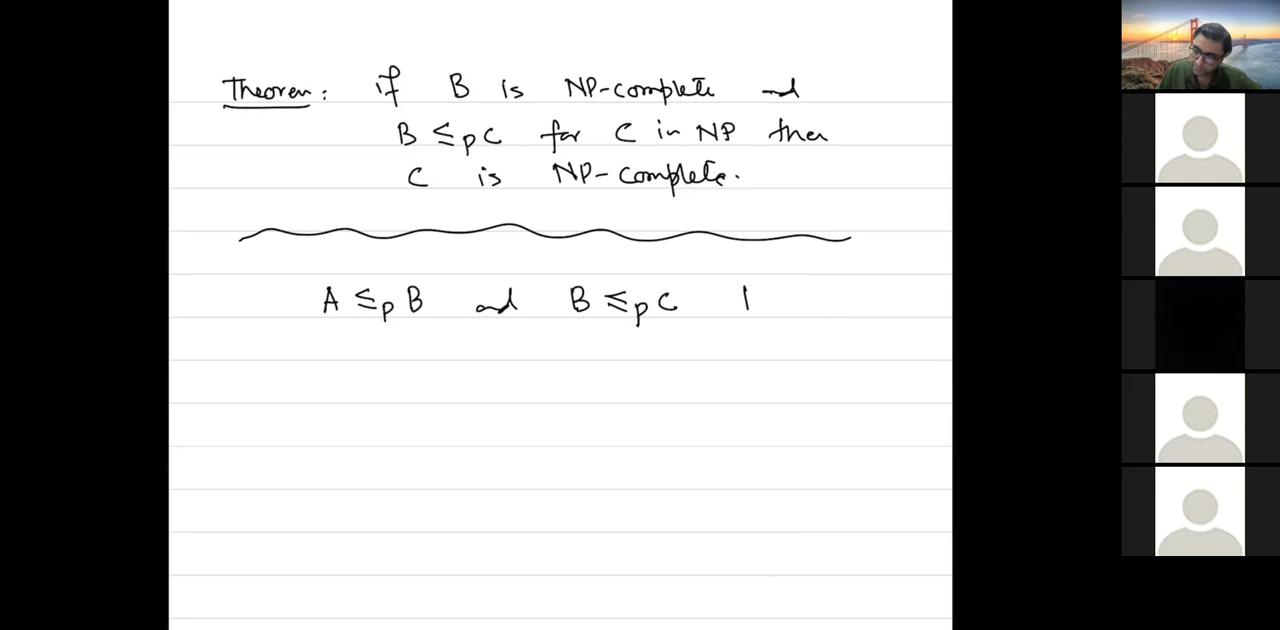 Theorem: if B is NP-complete and
B ≤p C for C in NP then
C is NP-complete.
A ≤p B and B ≤p C